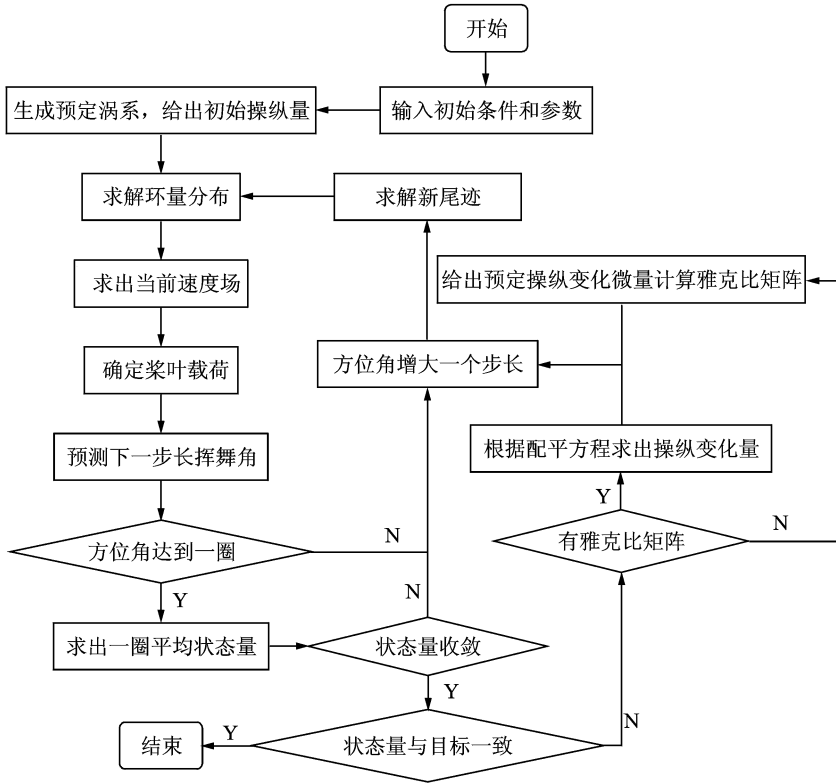 开始
输入初始条件和参数
生成预定涡系，给出初始操纵量
求解环量分布
求解新尾迹
求出当前速度场
给出预定操纵变化微量计算雅克比矩阵
确定桨叶载荷
方位角增大一个步长
预测下一步长挥舞角
根据配平方程求出操纵变化量
Y
方位角达到一圈
N
有雅克比矩阵
N
Y
N
求出一圈平均状态量
状态量收敛
Y
结束
Y
状态量与目标一致
N